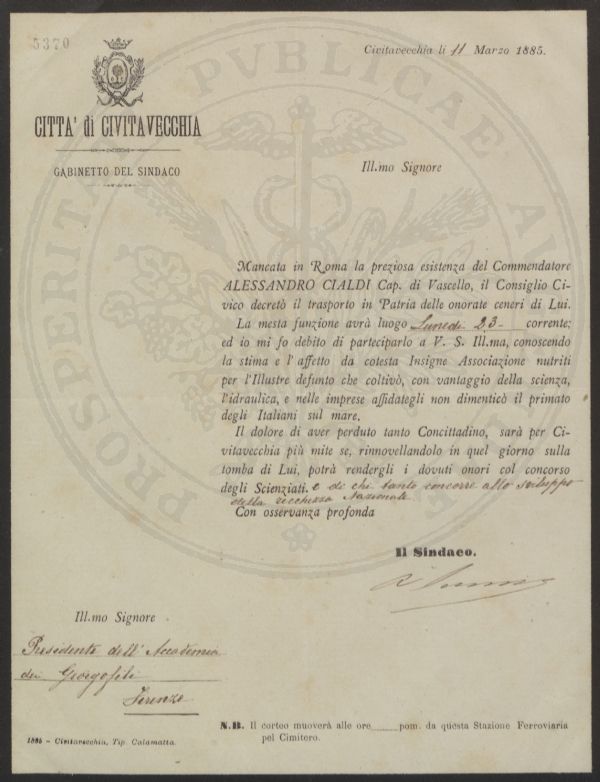 5370
Civitavecchia li 11 Marzo 1885.
CITTA' di CIVITAVECCHIA
GABINETTO DEL SINDACO
Ill.mo Signore
Mancata in Roma la preziosa esistenza del Commendatore
ALESSANDRO CIALDI Cap. di Vascello, il Consiglio Ci-
vico decretò il trasporto in Patria delle onorate ceneri di Lui.
La mesta funzione avrà luogo Lunedì 23 corrente;
ed io mi fo debito di parteciparlo a V. S. Ill.ma, conoscendo
la stima e l'affetto da cotesta Insigne Associazione nutriti
per l'Illustre defunto che coltivò, con vantaggio della scienza,
l'idraulica, e nelle imprese affidategli non dimenticò il primato
degli Italiani sul mare.
Il dolore di aver perduto tanto Concittadino, sarà per Ci-
vitavecchia più mite se, rinnovellandolo in quel giorno sulla
tomba di Lui, potrà rendergli i dovuti onori col concorso
degli Scienziati. e di chi tanto concorre allo sviluppo
della ricchezza Nazionale
Con osservanza profonda
Il Sindaco.
Ill.mo Signore
Presidente dell'Accademia
dei Georgofili
Firenze
N.B. Il corteo muoverà alle ore pom. da questa Stazione Ferroviaria
pel Cimitero.
1885 - Civitavecchia, Tip. Calamatta.
PROSPERITATI PVBLICAE AV